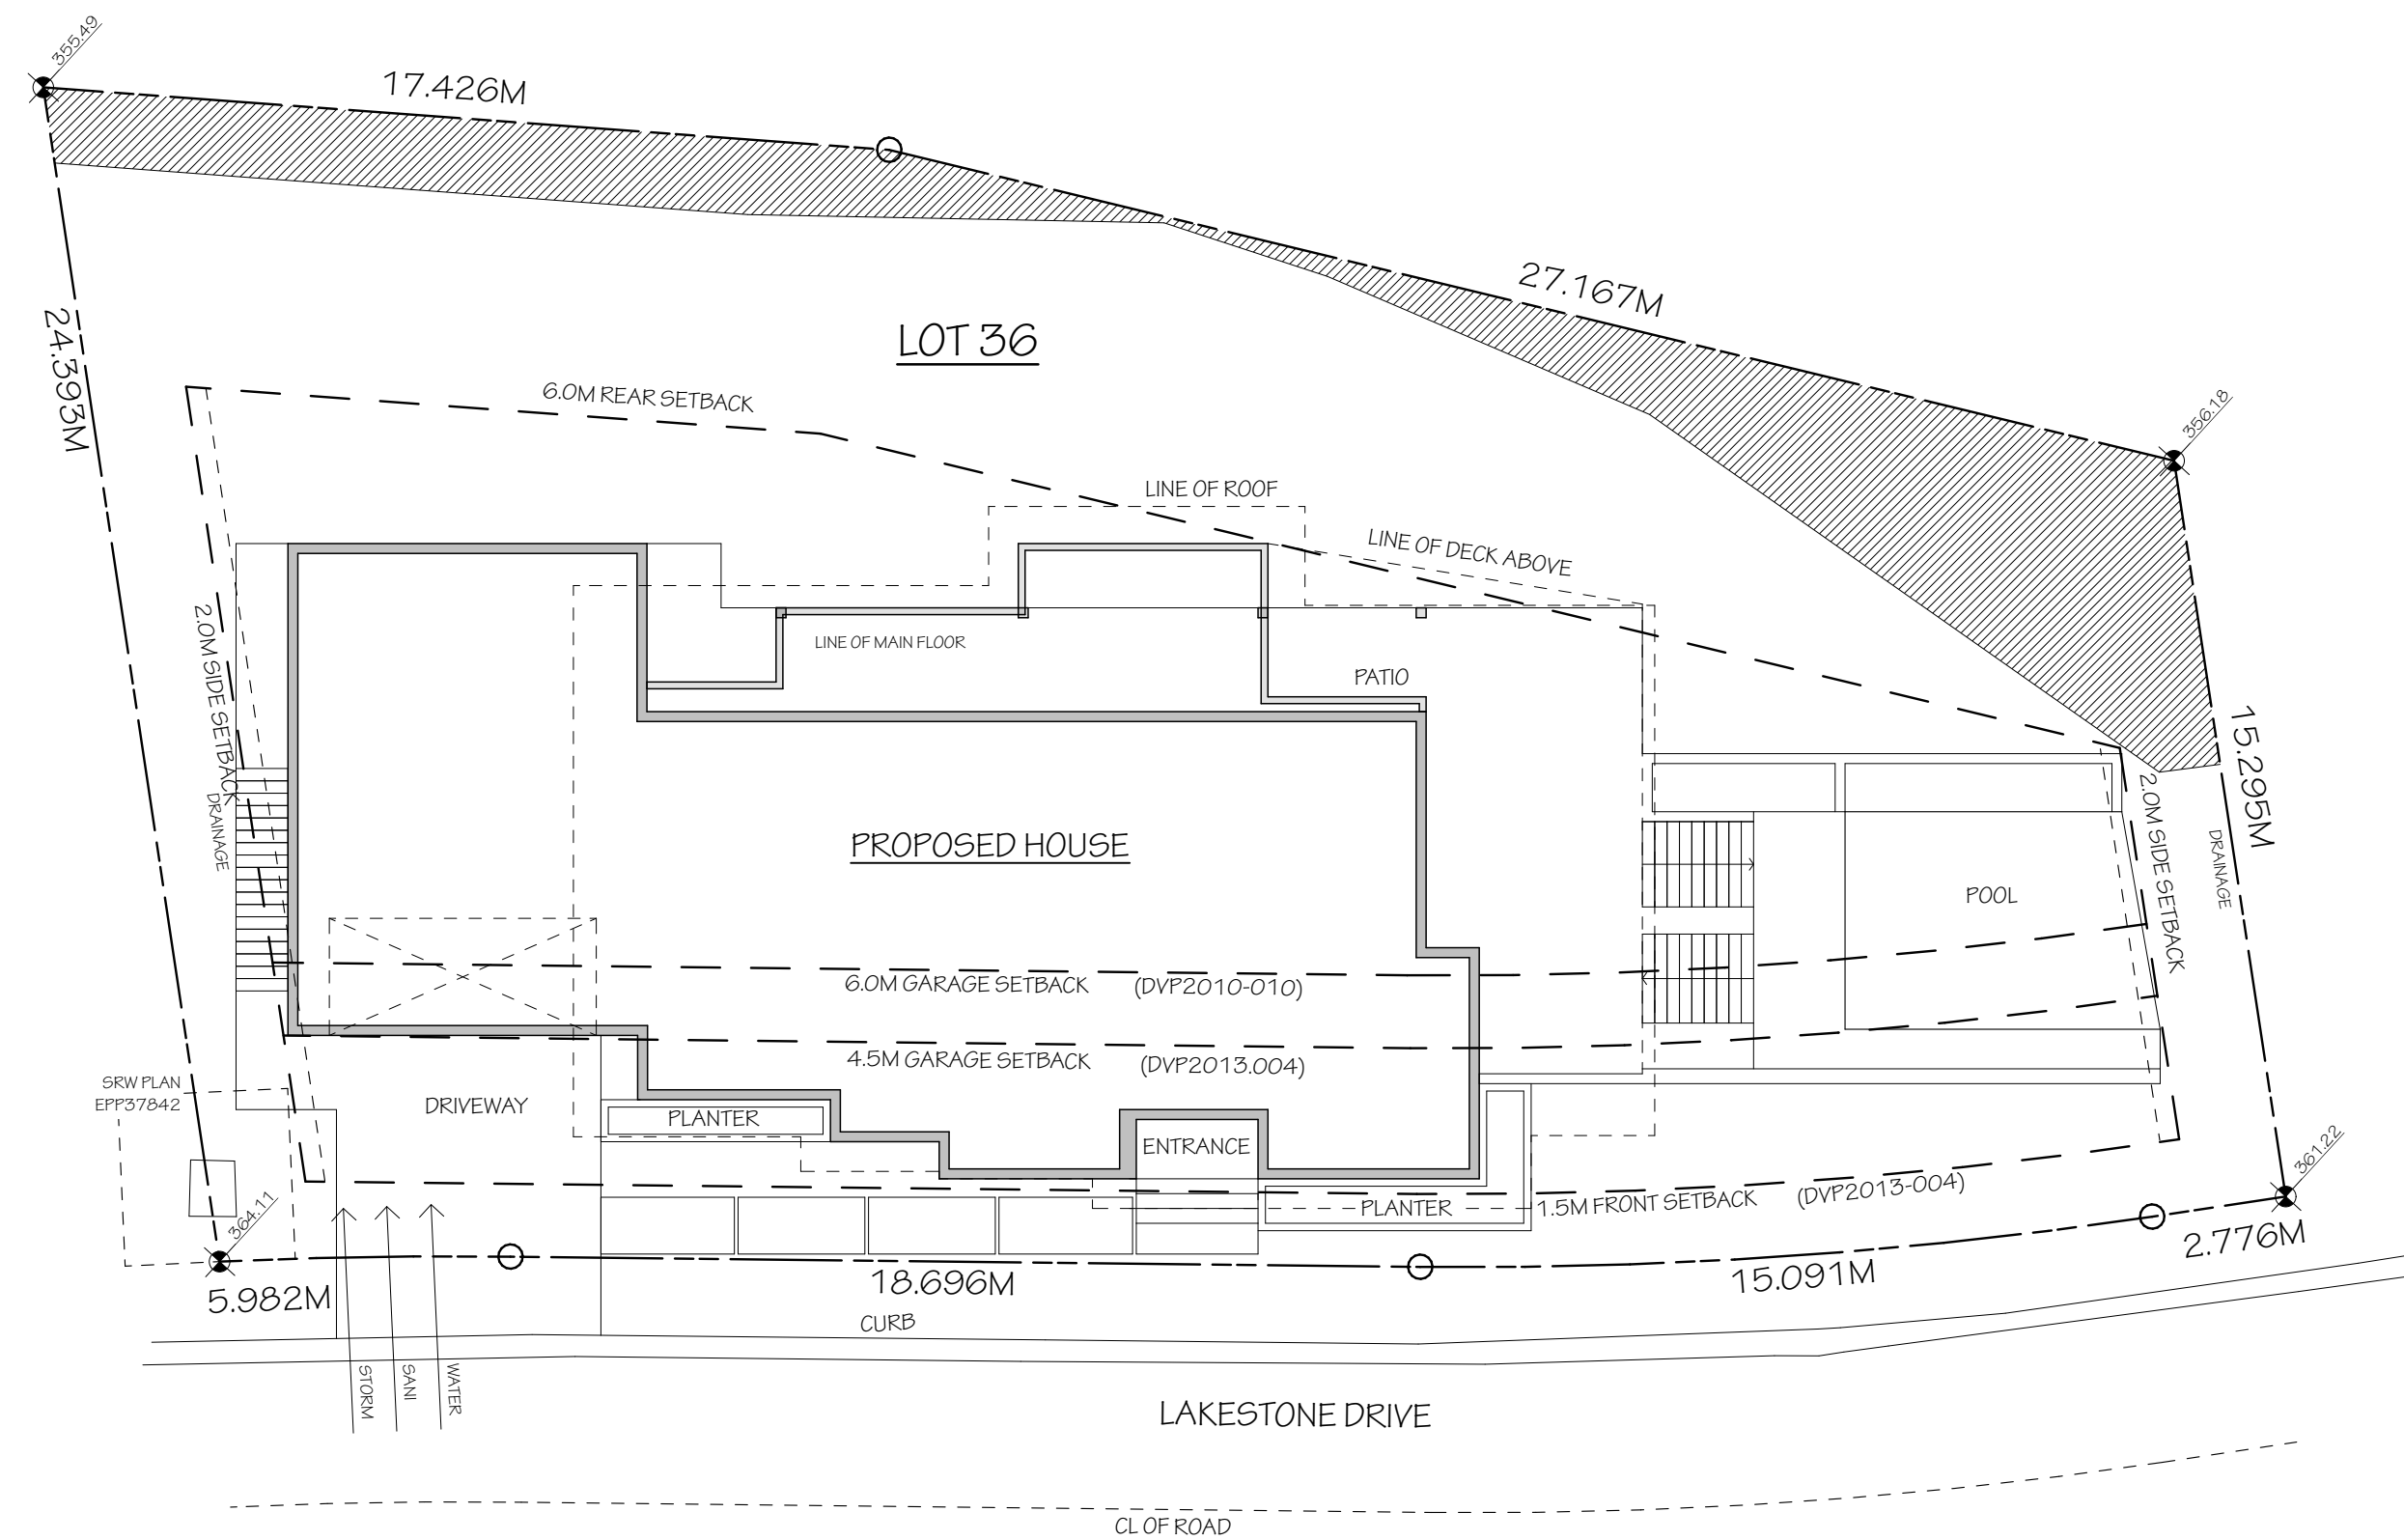 355.49
17.426M
27.167M
24.393M
LOT 36
6.0M REAR SETBACK
356.18
LINE OF ROOF
LINE OF DECK ABOVE
2.0M SIDE SETBACK
LINE OF MAIN FLOOR
PATIO
15.295M
DRAINAGE
PROPOSED HOUSE
2.0M SIDE SETBACK
DRAINAGE
POOL
6.0M GARAGE SETBACK (DVP2010-010)
4.5M GARAGE SETBACK (DVP2013.004)
SRW PLAN
EPP37842
DRIVEWAY
PLANTER
ENTRANCE
361.22
364.11
PLANTER
1.5M FRONT SETBACK (DVP2013-004)
5.982M
18.696M
15.091M
2.776M
CURB
STORM
SANI
WATER
LAKESTONE DRIVE
CL OF ROAD